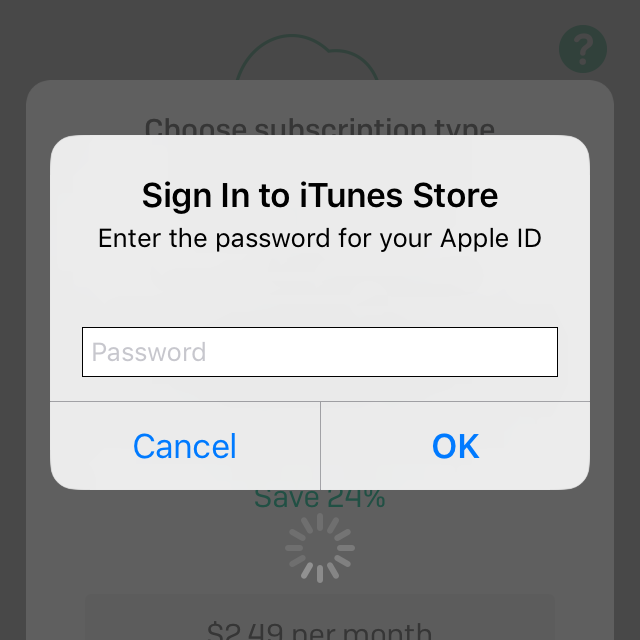 ?
Choose subscription type
Sign In to iTunes Store
Enter the password for your Apple ID
Password
Cancel
OK
Save 24%
$2.49 per month